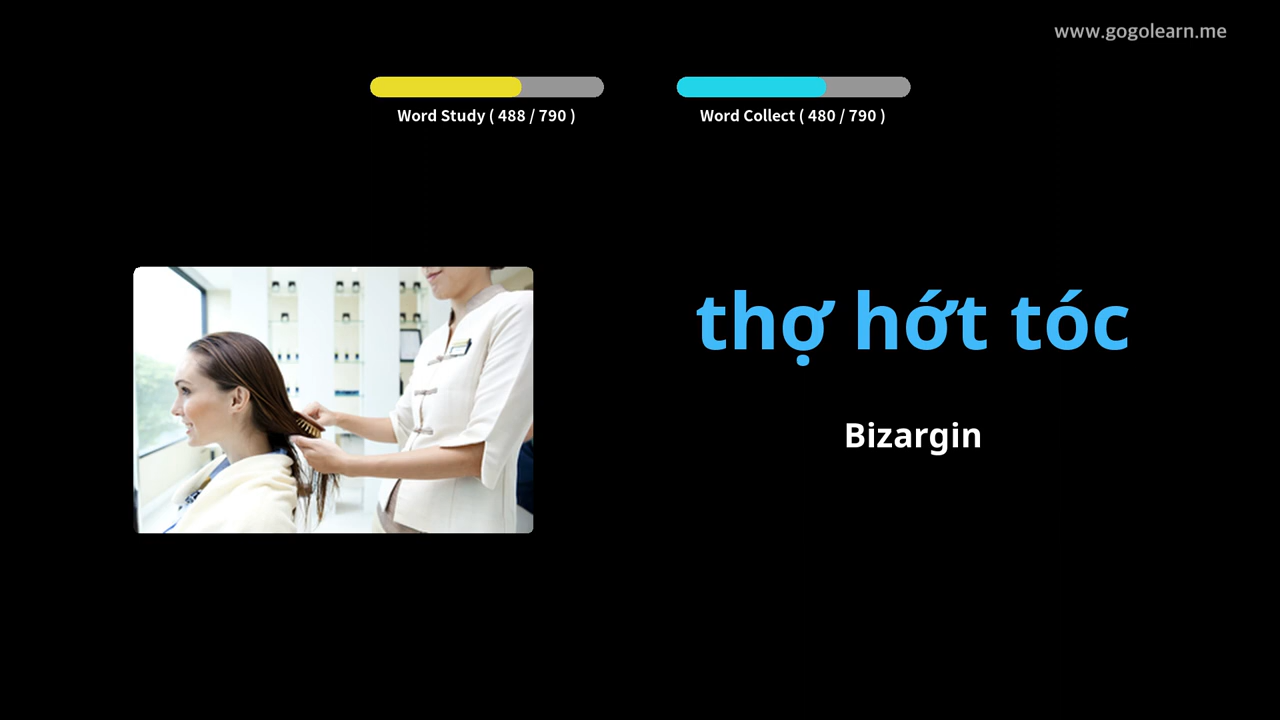 www.gogolearn.me
Word Study ( 488 / 790 )
Word Collect ( 480 / 790 )
thợ hớt tóc
Bizargin